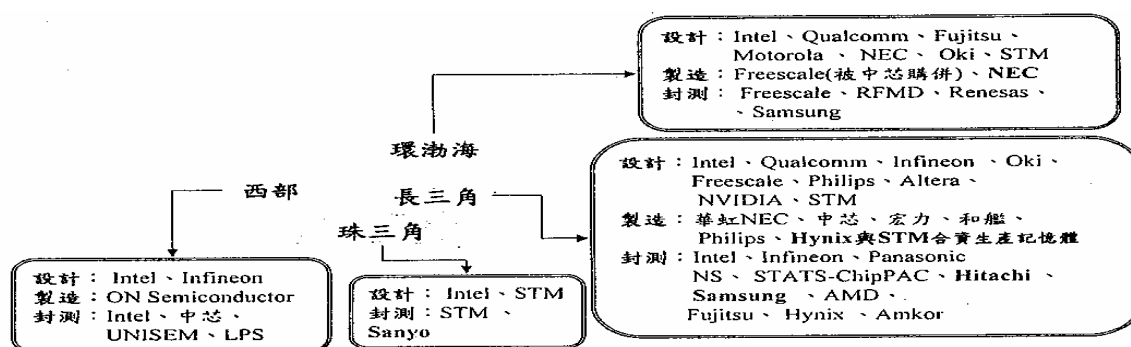 設計：Intel、Qualcomm、Fujitsu、
Motorola、NEC、Oki、STM
製造：Freescale(被中芯購併)、NEC
封測：Freescale、RFMD、Renesas、
、Samsung
環渤海
西部
長三角
珠三角
設計：Intel、Qualcomm、Infineon、Oki、
Freescale、Philips、Altera、
NVIDIA、STM
製造：華虹NEC、中芯、宏力、和艦、
Philips、Hynix與STM合資生產記憶體
封測：Intel、Infineon、Panasonic
NS、STATS-ChipPAC、Hitachi、
Samsung、AMD、
Fujitsu、Hynix、Amkor
設計：Intel、Infineon
製造：ON Semiconductor
封測：Intel、中芯、
UNISEM、LPS
設計：Intel、STM
封測：STM、
Sanyo